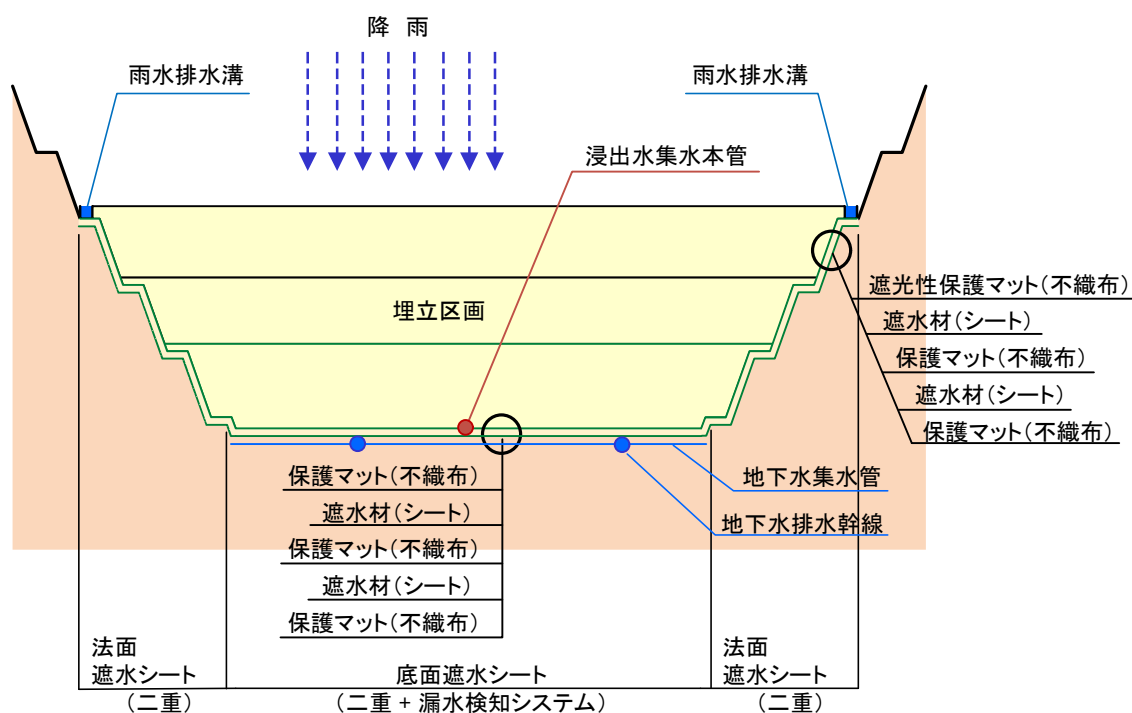 降 雨
雨水排水溝
雨水排水溝
浸出水集水本管
遮光性保護マット(不織布)
遮水材(シート)
保護マット(不織布)
遮水材(シート)
保護マット(不織布)
埋立区画
地下水集水管
地下水排水幹線
保護マット(不織布)
遮水材(シート)
保護マット(不織布)
遮水材(シート)
保護マット(不織布)
法面
遮水シート
(二重)
底面遮水シート
(二重 + 漏水検知システム)
法面
遮水シート
(二重)